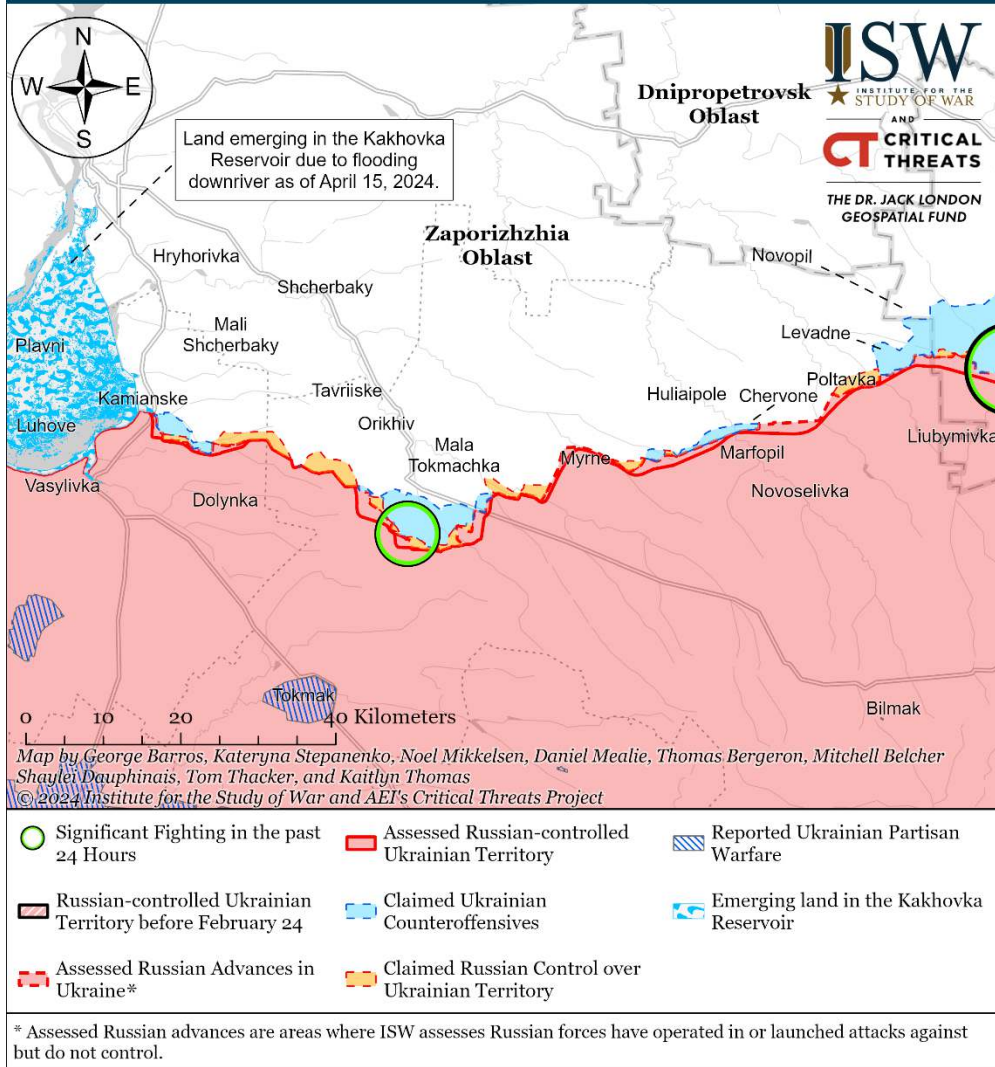 N
W
E
S
ISW
INSTITUTE FOR THE
STUDY OF WAR
AND
CT CRITICAL
THREATS
THE DR. JACK LONDON
GEOSPATIAL FUND
Dnipropetrovsk
Oblast
Land emerging in the Kakhovka
Reservoir due to flooding
downriver as of April 15, 2024.
Zaporizhzhia
Oblast
Hryhorivka
Novopil
Shcherbaky
Mali
Shcherbaky
Levadne
Plavni
Tavriiske
Poltavka
Kamianske
Huliaipole
Chervone
Orikhiv
Luhove
Mala
Tokmachka
Liubymivka
Myrne
Marfopil
Vasylivka
Dolynka
Novoselivka
Tokmak
Bilmak
0 10 20 40 Kilometers
Map by George Barros, Kateryna Stepanenko, Noel Mikkelsen, Daniel Mealie, Thomas Bergeron, Mitchell Belcher
Shaylei Dauphinais, Tom Thacker, and Kaitlyn Thomas
© 2024 Institute for the Study of War and AEI's Critical Threats Project
Significant Fighting in the past
24 Hours
Russian-controlled Ukrainian
Territory before February 24
Assessed Russian Advances in
Ukraine*
Assessed Russian-controlled
Ukrainian Territory
Claimed Ukrainian
Counteroffensives
Claimed Russian Control over
Ukrainian Territory
Reported Ukrainian Partisan
Warfare
Emerging land in the Kakhovka
Reservoir
* Assessed Russian advances are areas where ISW assesses Russian forces have operated in or launched attacks against
but do not control.